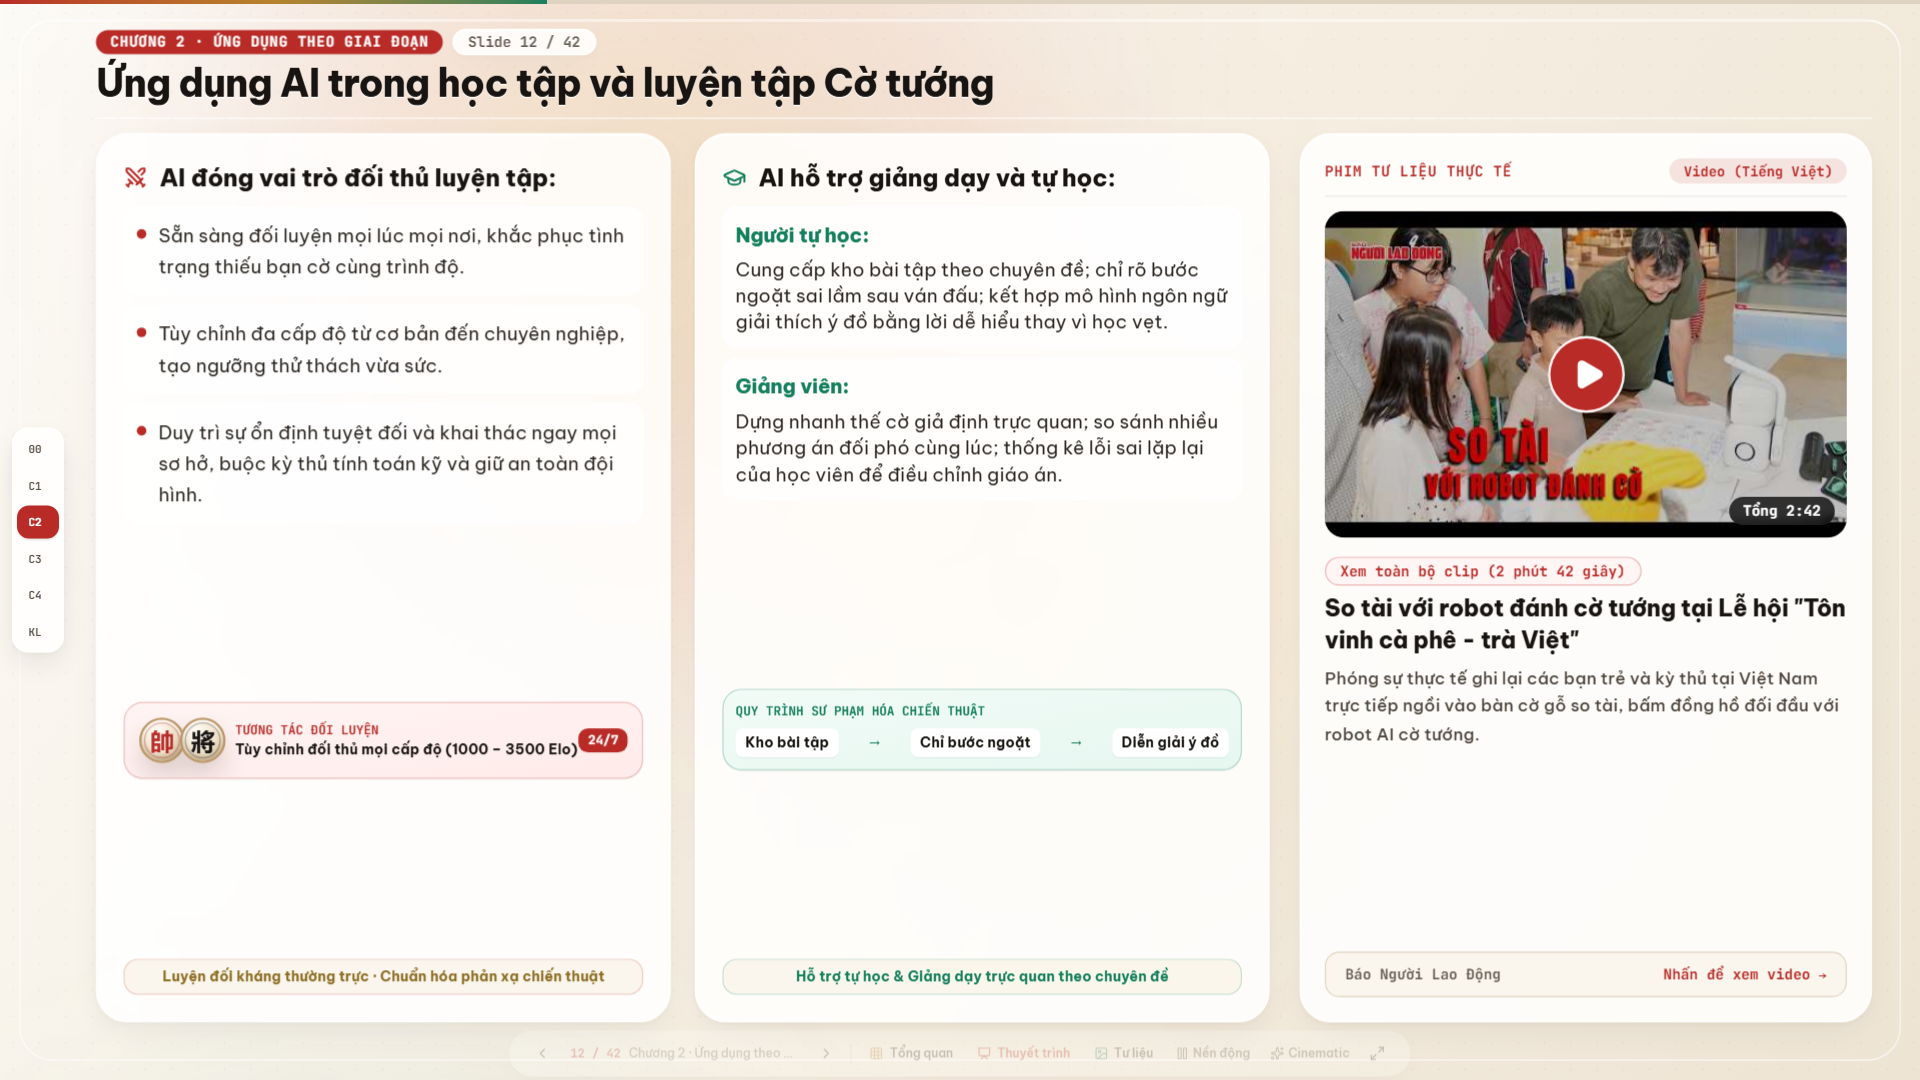 CHƯƠNG 2 · ỨNG DỤNG THEO GIAI ĐOẠN
Slide 12 / 42
Ứng dụng AI trong học tập và luyện tập Cờ tướng
AI đóng vai trò đối thủ luyện tập:
Sẵn sàng đối luyện mọi lúc mọi nơi, khắc phục tình
trạng thiếu bạn cờ cùng trình độ.
Tùy chỉnh đa cấp độ từ cơ bản đến chuyên nghiệp,
tạo ngưỡng thử thách vừa sức.
Duy trì sự ổn định tuyệt đối và khai thác ngay mọi
sơ hở, buộc kỳ thủ tính toán kỹ và giữ an toàn đội
hình.
帥 將
TƯƠNG TÁC ĐỐI LUYỆN
Tùy chỉnh đối thủ mọi cấp độ (1000 – 3500 Elo)
24/7
Luyện đối kháng thường trực · Chuẩn hóa phản xạ chiến thuật
AI hỗ trợ giảng dạy và tự học:
Người tự học:
Cung cấp kho bài tập theo chuyên đề; chỉ rõ bước
ngoặt sai lầm sau ván đấu; kết hợp mô hình ngôn ngữ
giải thích ý đồ bằng lời dễ hiểu thay vì học vẹt.
Giảng viên:
Dựng nhanh thế cờ giả định trực quan; so sánh nhiều
phương án đối phó cùng lúc; thống kê lỗi sai lặp lại
của học viên để điều chỉnh giáo án.
QUY TRÌNH SƯ PHẠM HÓA CHIẾN THUẬT
Kho bài tập → Chỉ bước ngoặt → Diễn giải ý đồ
Hỗ trợ tự học & Giảng dạy trực quan theo chuyên đề
PHIM TƯ LIỆU THỰC TẾ
Video (Tiếng Việt)
NGƯỜI LAO ĐỘNG
SO TÀI
VỚI ROBOT ĐÁNH CỜ
Tổng 2:42
Xem toàn bộ clip (2 phút 42 giây)
So tài với robot đánh cờ tướng tại Lễ hội "Tôn
vinh cà phê - trà Việt"
Phóng sự thực tế ghi lại các bạn trẻ và kỳ thủ tại Việt Nam
trực tiếp ngồi vào bàn cờ gỗ so tài, bấm đồng hồ đối đầu với
robot AI cờ tướng.
Báo Người Lao Động
Nhấn để xem video →
00
C1
C2
C3
C4
KL
12 / 42 Chương 2 · Ứng dụng theo ...
Tổng quan
Thuyết trình
Tư liệu
Nền động
Cinematic